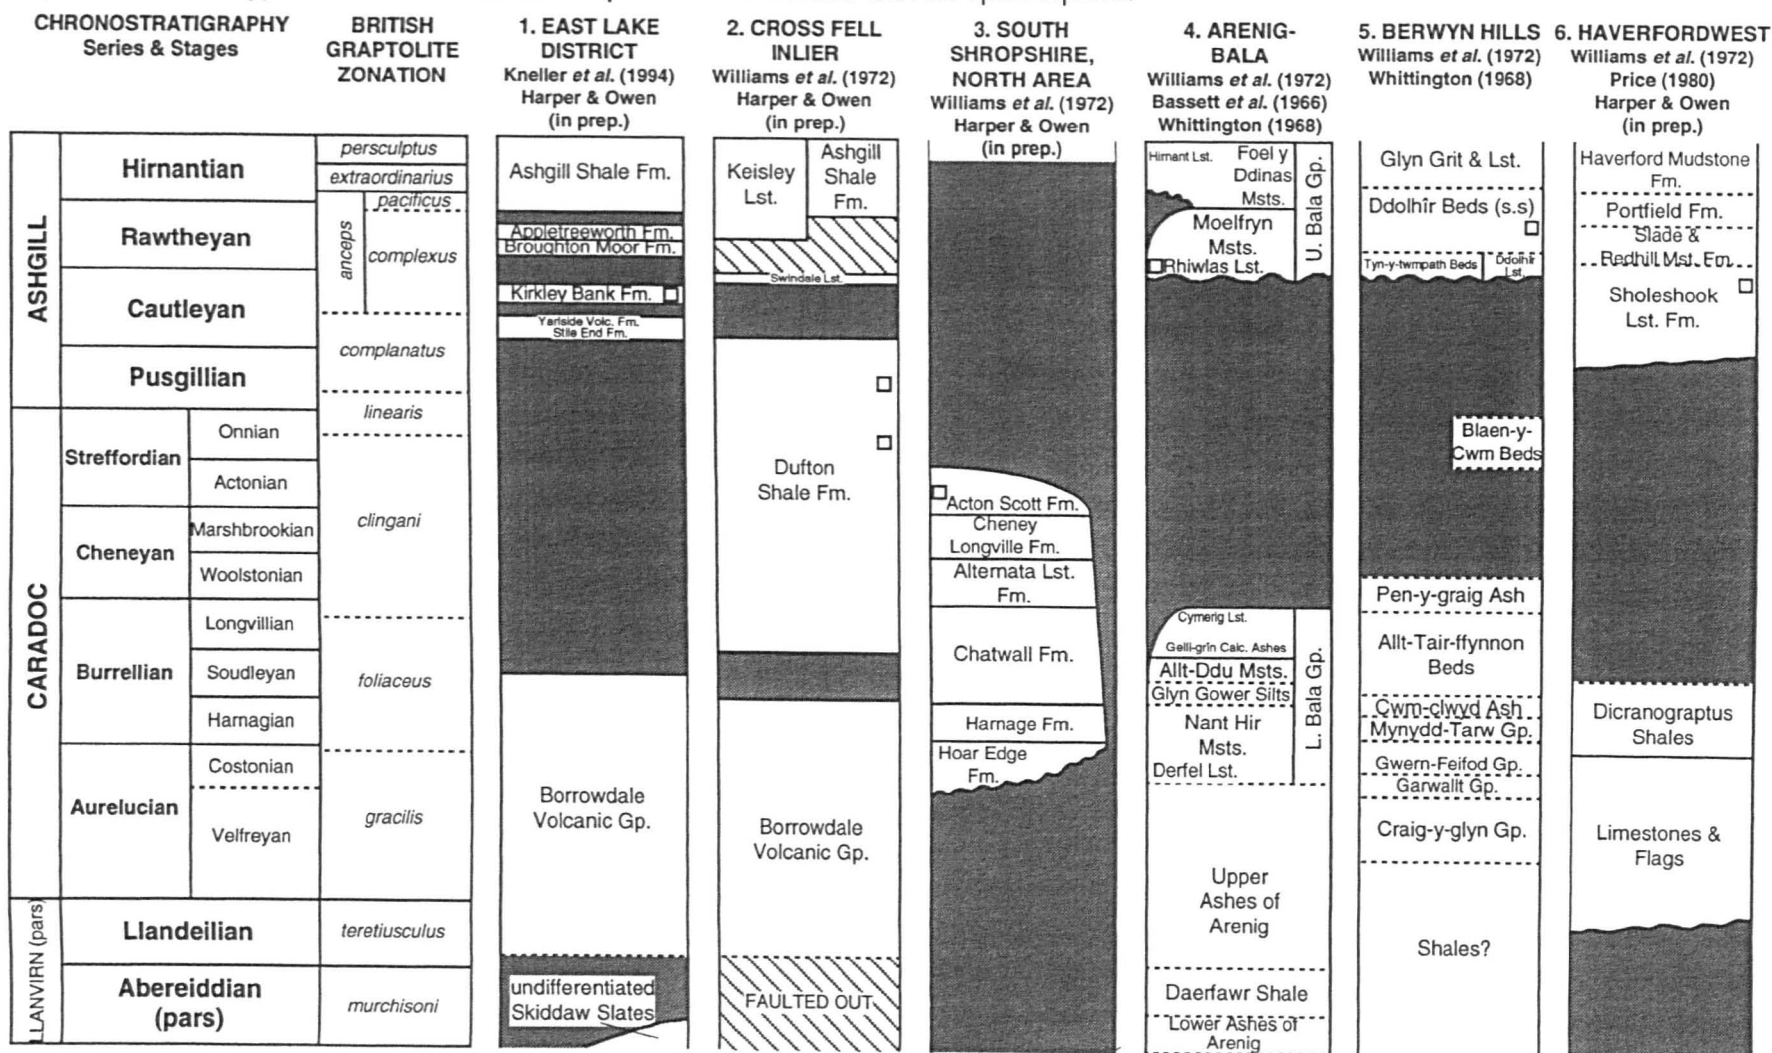 CHRONOSTRATIGRAPHY
Series & Stages
BRITISH
GRAPTOLITE
ZONATION
1. EAST LAKE
DISTRICT
Kneller et al. (1994)
Harper & Owen
(in prep.)
2. CROSS FELL
INLIER
Williams et al. (1972)
Harper & Owen
(in prep.)
3. SOUTH
SHROPSHIRE,
NORTH AREA
Williams et al. (1972)
Harper & Owen
(in prep.)
4. ARENIG-
BALA
Williams et al. (1972)
Bassett et al. (1966)
Whittington (1968)
5. BERWYN HILLS
Williams et al. (1972)
Whittington (1968)
6. HAVERFORDWEST
Williams et al. (1972)
Price (1980)
Harper & Owen
(in prep.)
ASHGILL
Hirnantian
Rawtheyan
Cautleyan
Pusgillian
CARADOC
Streffordian
Onnian
Actonian
Cheneyan
Marshbrookian
Woolstonian
Burrellian
Longvillian
Soudleyan
Harnagian
Aurelucian
Costonian
Velfreyan
LLANVIRN (pars)
Llandeilian
Abereiddian
(pars)
persculptus
extraordinarius
anceps
pacificus
complexus
complanatus
linearis
clingani
foliaceus
gracilis
teretiusculus
murchisoni
Ashgill Shale Fm.
Appletreeworth Fm.
Broughton Moor Fm.
Kirkley Bank Fm.
Yarlside Volc. Fm.
Stile End Fm.
Borrowdale
Volcanic Gp.
undifferentiated
Skiddaw Slates
Keisley
Lst.
Ashgill
Shale
Fm.
Swindale Lst.
Dufton
Shale Fm.
Borrowdale
Volcanic Gp.
FAULTED OUT
Acton Scott Fm.
Cheney
Longville Fm.
Alternata Lst.
Fm.
Chatwall Fm.
Harnage Fm.
Hoar Edge
Fm.
Hirnant Lst.
Foel y
Ddinas
Msts.
Moelfryn
Msts.
Rhiwlas Lst.
U. Bala Gp.
Cymerig Lst.
Gelli-grin Calc. Ashes
Allt-Ddu Msts.
Glyn Gower Silts
Nant Hir
Msts.
Derfel Lst.
L. Bala Gp.
Upper
Ashes of
Arenig
Daerfawr Shale
Lower Ashes of
Arenig
Glyn Grit & Lst.
Ddolhîr Beds (s.s)
Tyn-y-twmpath Beds
Ddolhir
Lst.
Blaen-y-
Cwm Beds
Pen-y-graig Ash
Allt-Tair-ffynnon
Beds
Cwm-clwyd Ash
Mynydd-Tarw Gp.
Gwern-Feifod Gp.
Garwallt Gp.
Craig-y-glyn Gp.
Shales?
Haverford Mudstone
Fm.
Portfield Fm.
Slade &
Redhill Mst. Fm.
Sholeshook
Lst. Fm.
Dicranograptus
Shales
Limestones &
Flags